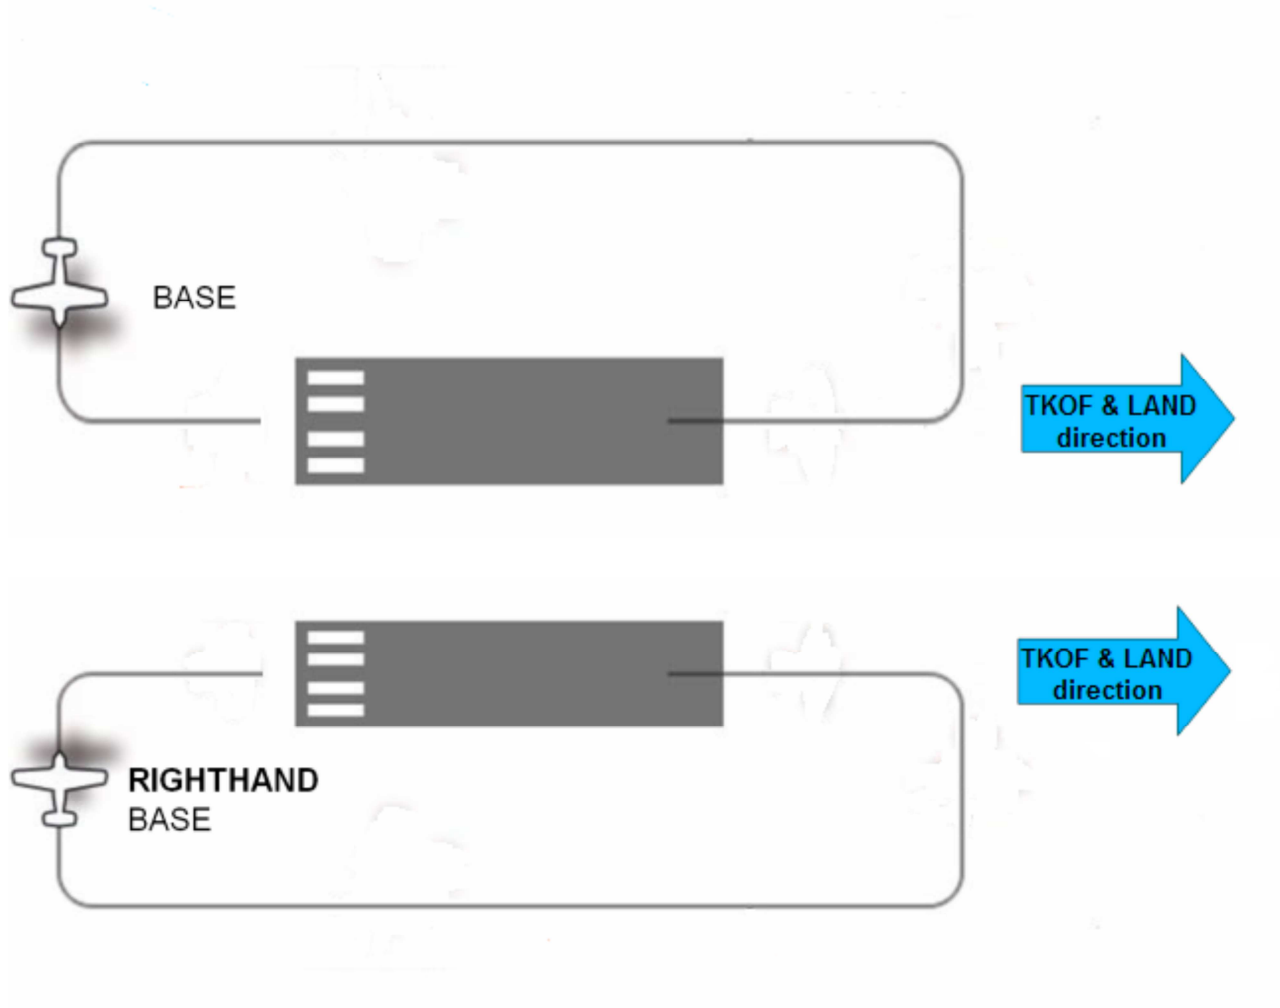 BASE
TKOF & LAND
direction
TKOF & LAND
direction
RIGHTHAND
BASE